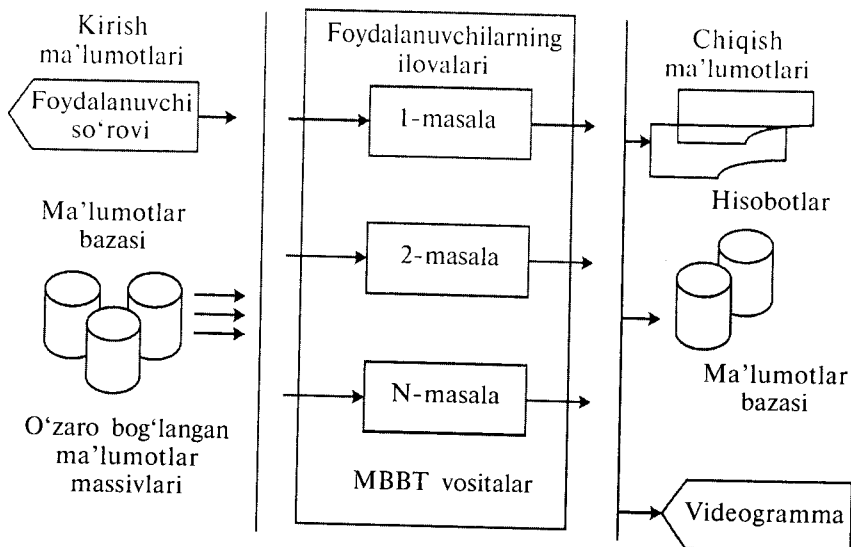 Kirish
ma'lumotlari
Foydalanuvchi
so‘rovi
Ma'lumotlar
bazasi
O‘zaro bog‘langan
ma'lumotlar
massivlari
Foydalanuvchilarning
ilovalari
1-masala
2-masala
N-masala
MBBT vositalar
Chiqish
ma'lumotlari
Hisobotlar
Ma'lumotlar
bazasi
Videogramma